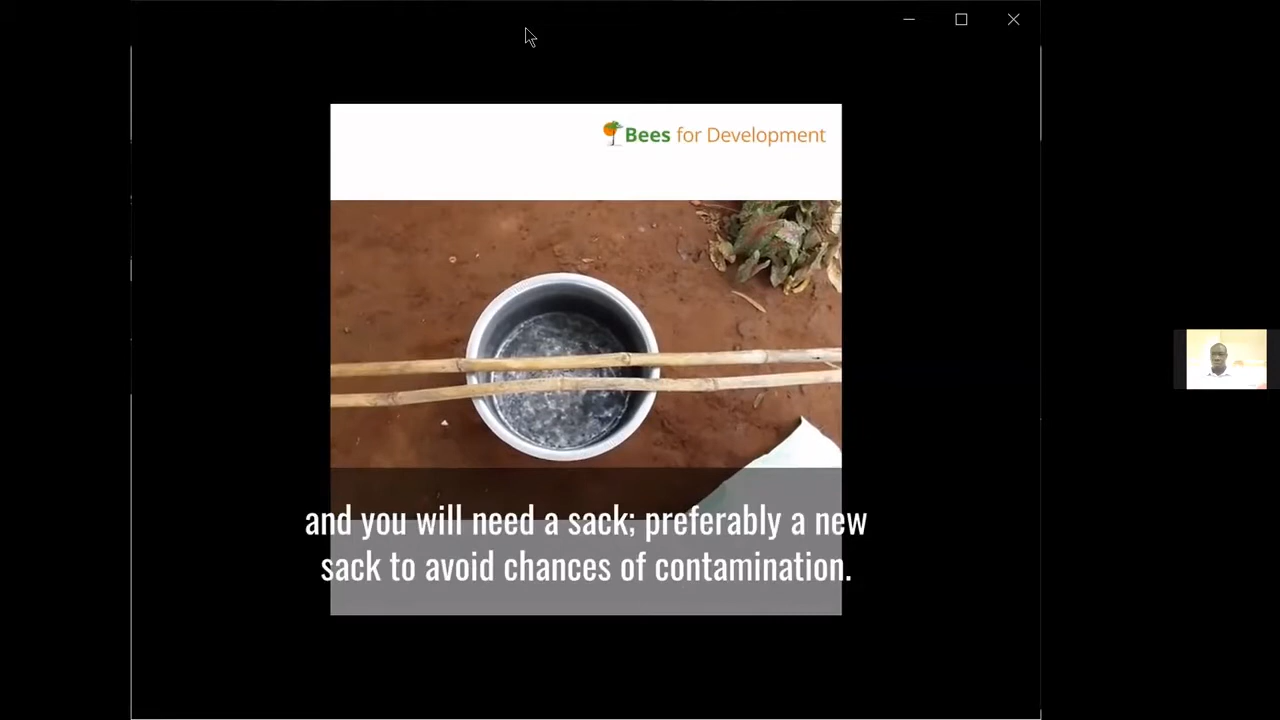 Bees for Development
and you will need a sack; preferably a new
sack to avoid chances of contamination.